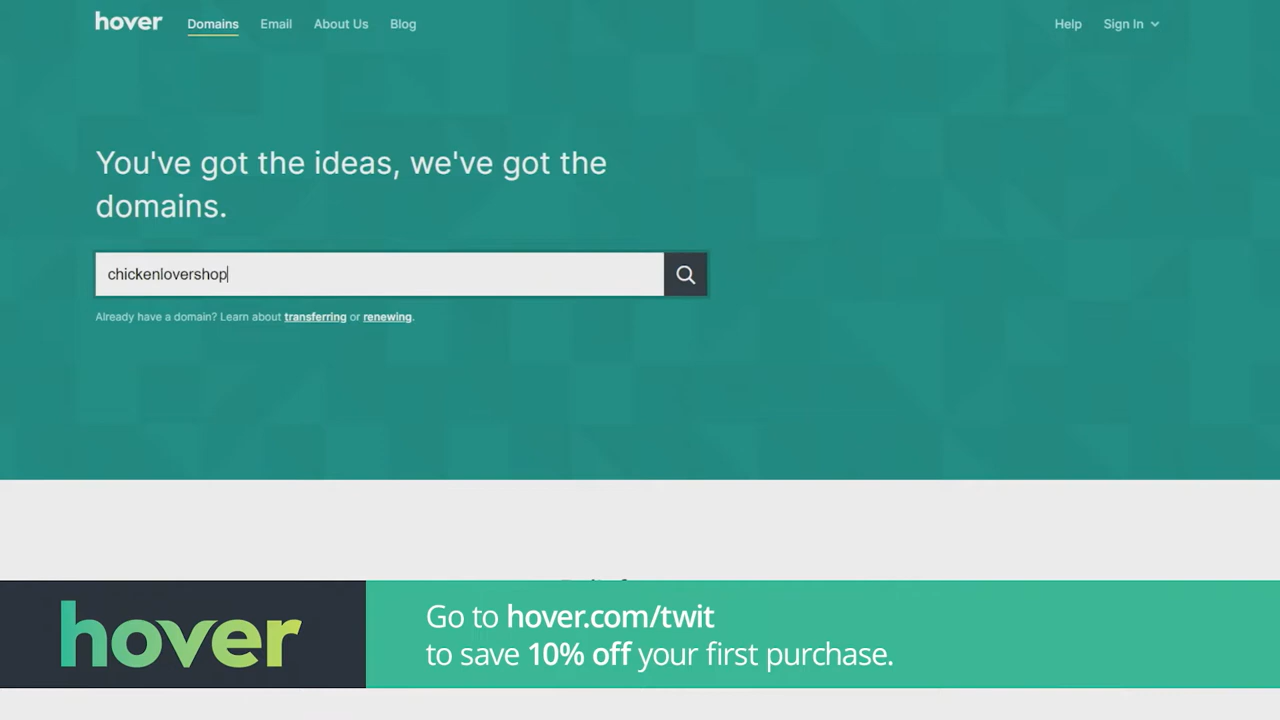 hover Domains Email About Us Blog Help Sign In
You've got the ideas, we've got the
domains.
chickenlovershop
Already have a domain? Learn about transferring or renewing.
hover
Go to hover.com/twit
to save 10% off your first purchase.